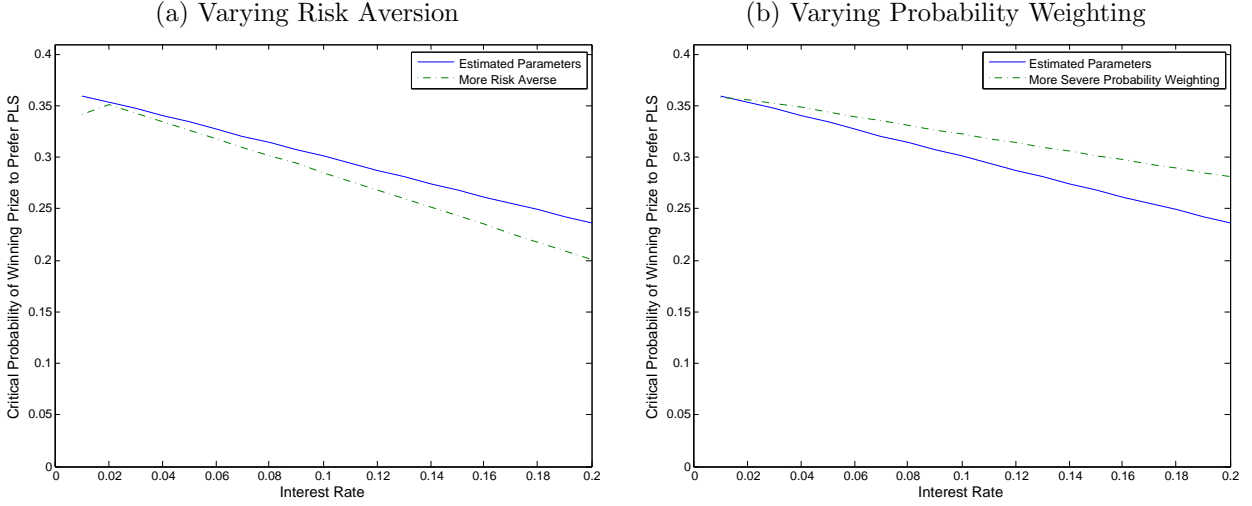 (a) Varying Risk Aversion
Critical Probability of Winning Prize to Prefer PLS
0.4
0.35
0.3
0.25
0.2
0.15
0.1
0.05
0
Estimated Parameters
More Risk Averse
0 0.02 0.04 0.06 0.08 0.1 0.12 0.14 0.16 0.18 0.2
Interest Rate
(b) Varying Probability Weighting
Critical Probability of Winning Prize to Prefer PLS
0.4
0.35
0.3
0.25
0.2
0.15
0.1
0.05
0
Estimated Parameters
More Severe Probability Weighting
0 0.02 0.04 0.06 0.08 0.1 0.12 0.14 0.16 0.18 0.2
Interest Rate